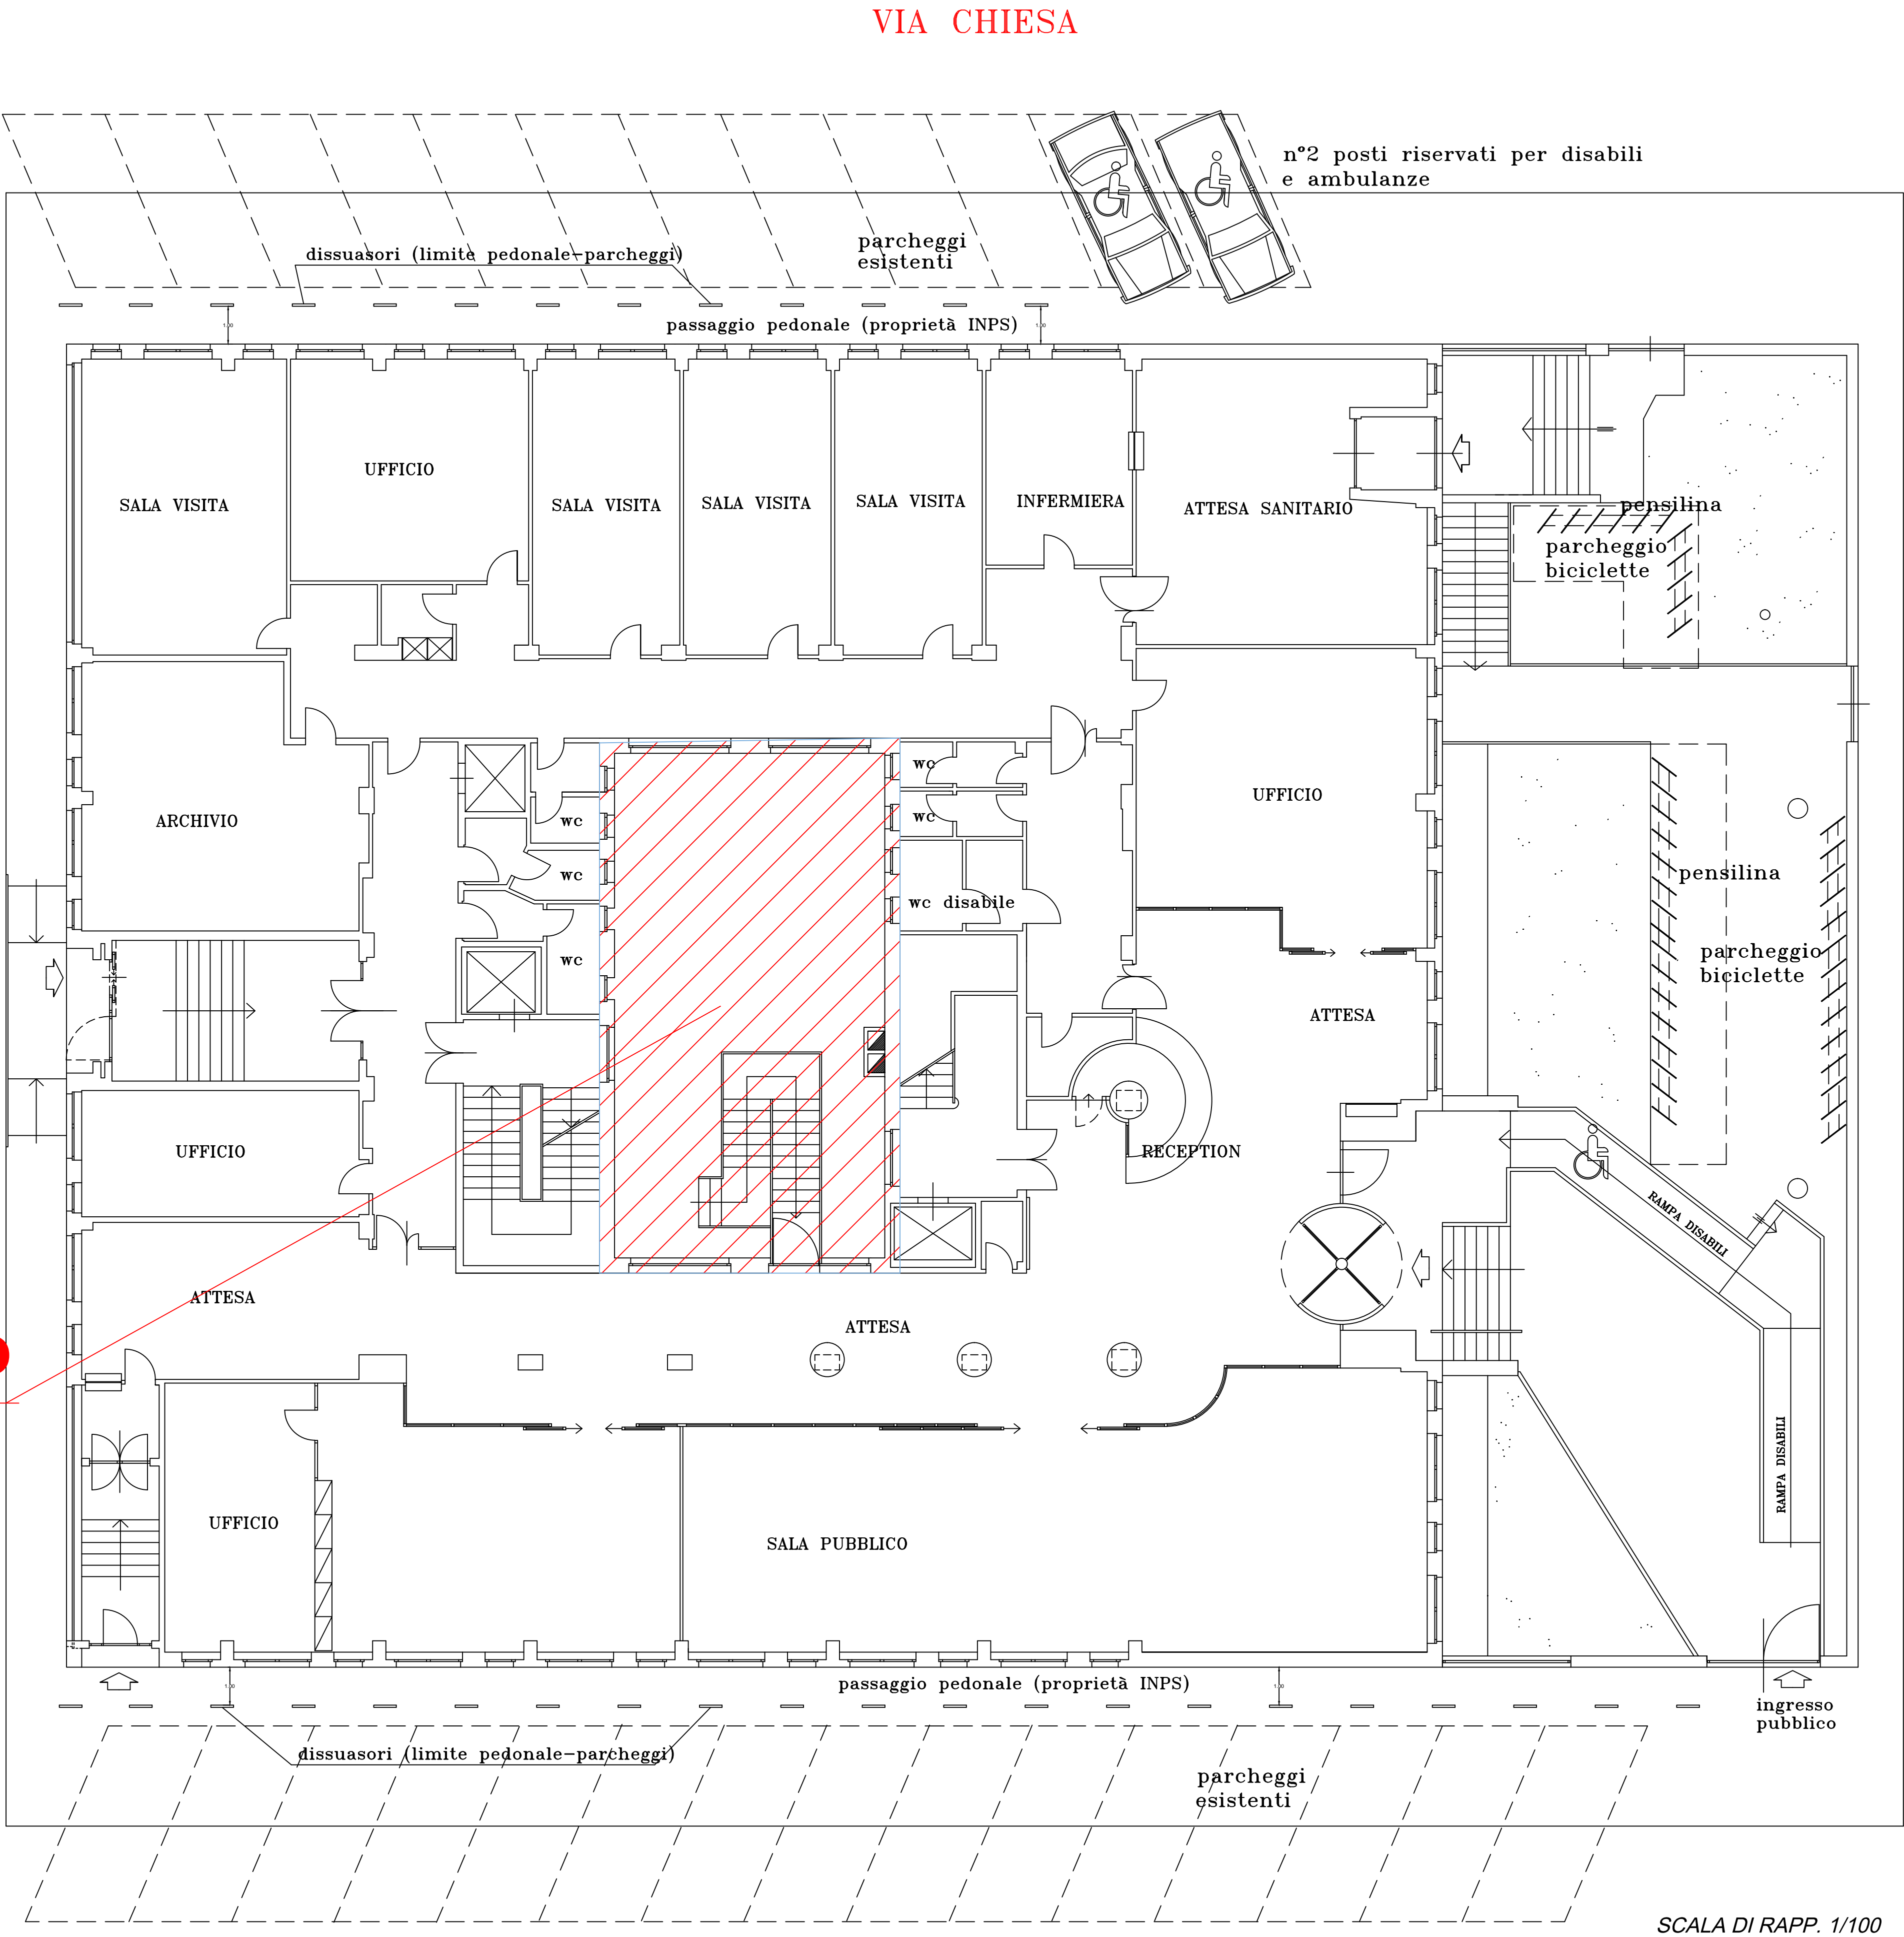 VIA CHIESA
n°2 posti riservati per disabili
e ambulanze
parcheggi
esistenti
dissuasori (limite pedonale-parcheggi)
passaggio pedonale (proprietà INPS)
UFFICIO
SALA VISITA
SALA VISITA
SALA VISITA
SALA VISITA
INFERMIERA
ATTESA SANITARIO
pensilina
parcheggio
biciclette
wc
UFFICIO
ARCHIVIO
wc
wc
wc
pensilina
wc disabile
wc
parcheggio
biciclette
ATTESA
UFFICIO
RECEPTION
RAMPA DISABILI
ATTESA
ATTESA
RAMPA DISABILI
UFFICIO
SALA PUBBLICO
passaggio pedonale (proprietà INPS)
ingresso
pubblico
dissuasori (limite pedonale-parcheggi)
parcheggi
esistenti
SCALA DI RAPP. 1/100